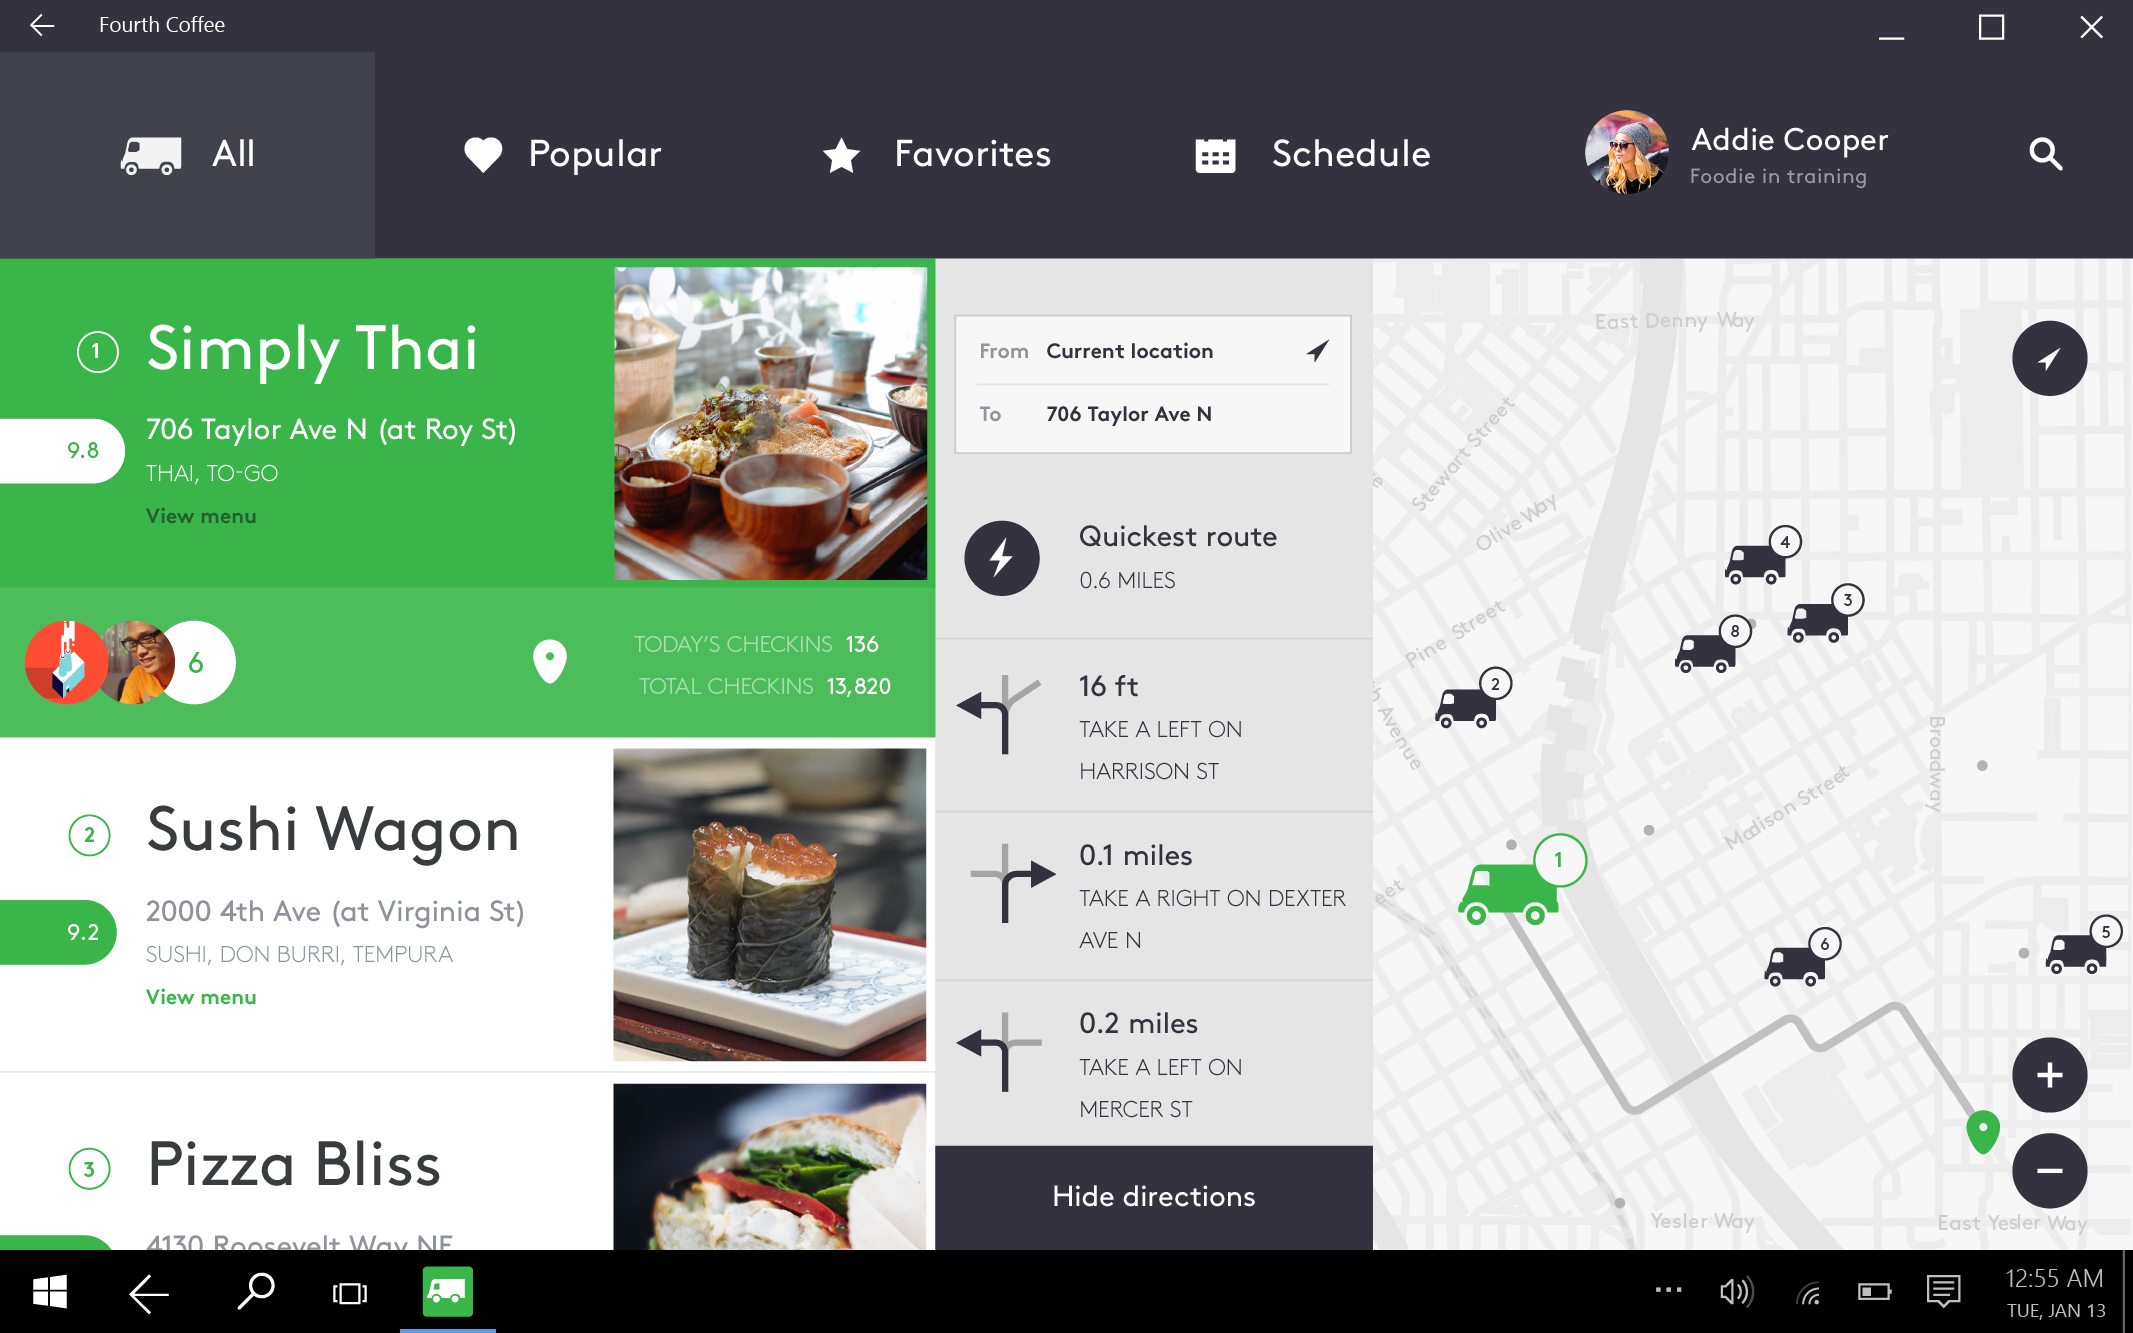 Fourth Coffee
All
Popular
Favorites
Schedule
Addie Cooper
Foodie in training
1
Simply Thai
9.8
706 Taylor Ave N (at Roy St)
THAI, TO-GO
View menu
6
TODAY'S CHECKINS 136
TOTAL CHECKINS 13,820
2
Sushi Wagon
9.2
2000 4th Ave (at Virginia St)
SUSHI, DON BURRI, TEMPURA
View menu
3
Pizza Bliss
4130 Roosevelt Way NE
From Current location
To 706 Taylor Ave N
Quickest route
0.6 MILES
16 ft
TAKE A LEFT ON
HARRISON ST
0.1 miles
TAKE A RIGHT ON DEXTER
AVE N
0.2 miles
TAKE A LEFT ON
MERCER ST
Hide directions
East Denny Way
Stewart Street
Olive Way
Pine Street
4
3
8
2
Avenue
Broadway
Madison Street
1
6
5
Yesler Way
East Yesler Way
12:55 AM
TUE, JAN 13